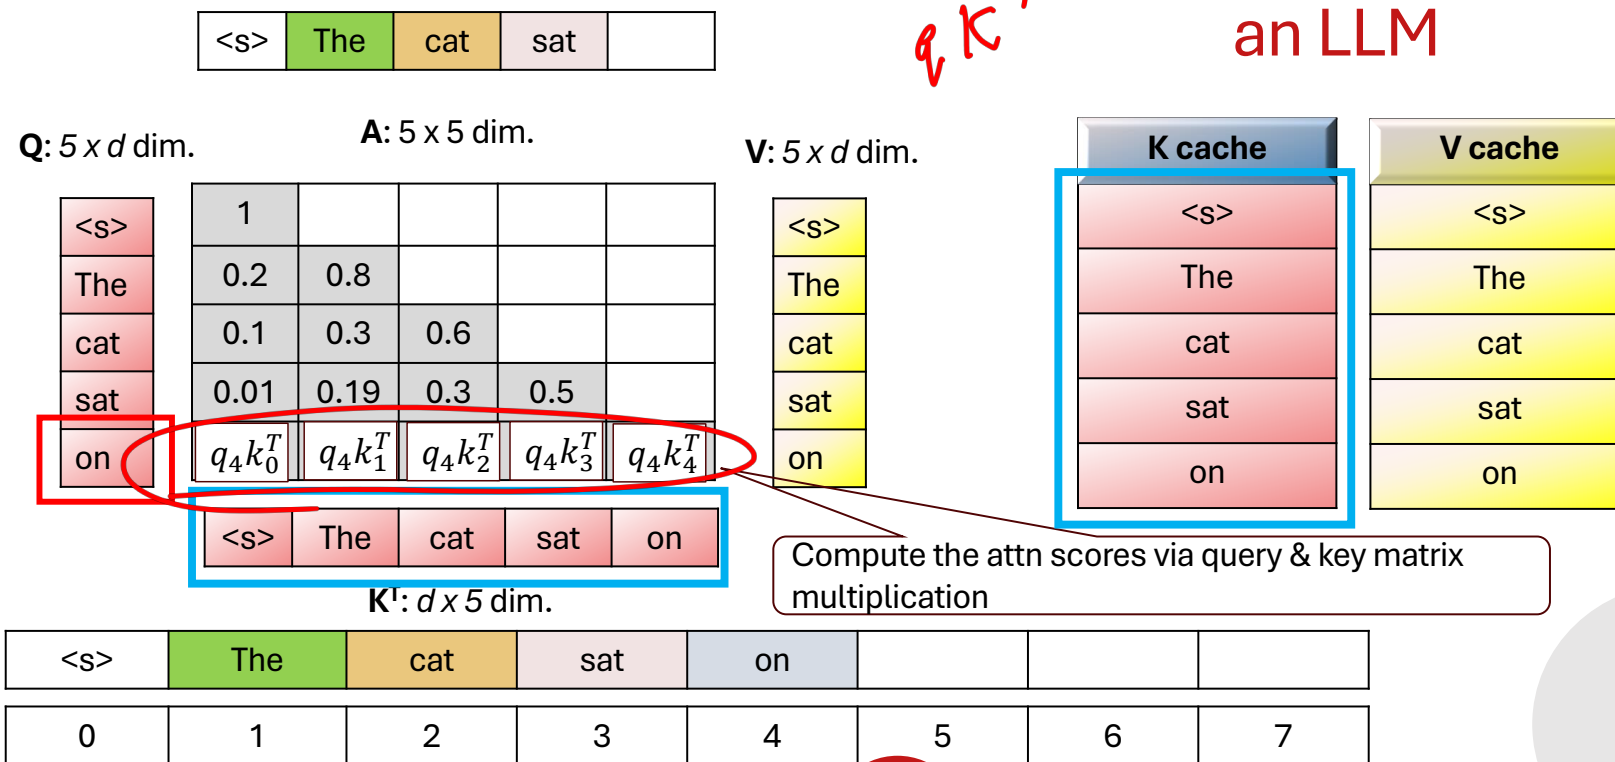 an LLM
q K
<s> The cat sat
Q: 5 x d dim.
A: 5 x 5 dim.
V: 5 x d dim.
K cache
V cache
<s>
The
cat
sat
on
1
0.2 0.8
0.1 0.3 0.6
0.01 0.19 0.3 0.5
q₄k₀ᵀ q₄k₁ᵀ q₄k₂ᵀ q₄k₃ᵀ q₄k₄ᵀ
<s> The cat sat on
Kᵀ: d x 5 dim.
<s>
The
cat
sat
on
<s>
The
cat
sat
on
<s>
The
cat
sat
on
Compute the attn scores via query & key matrix
multiplication
<s> The cat sat on
0 1 2 3 4 5 6 7